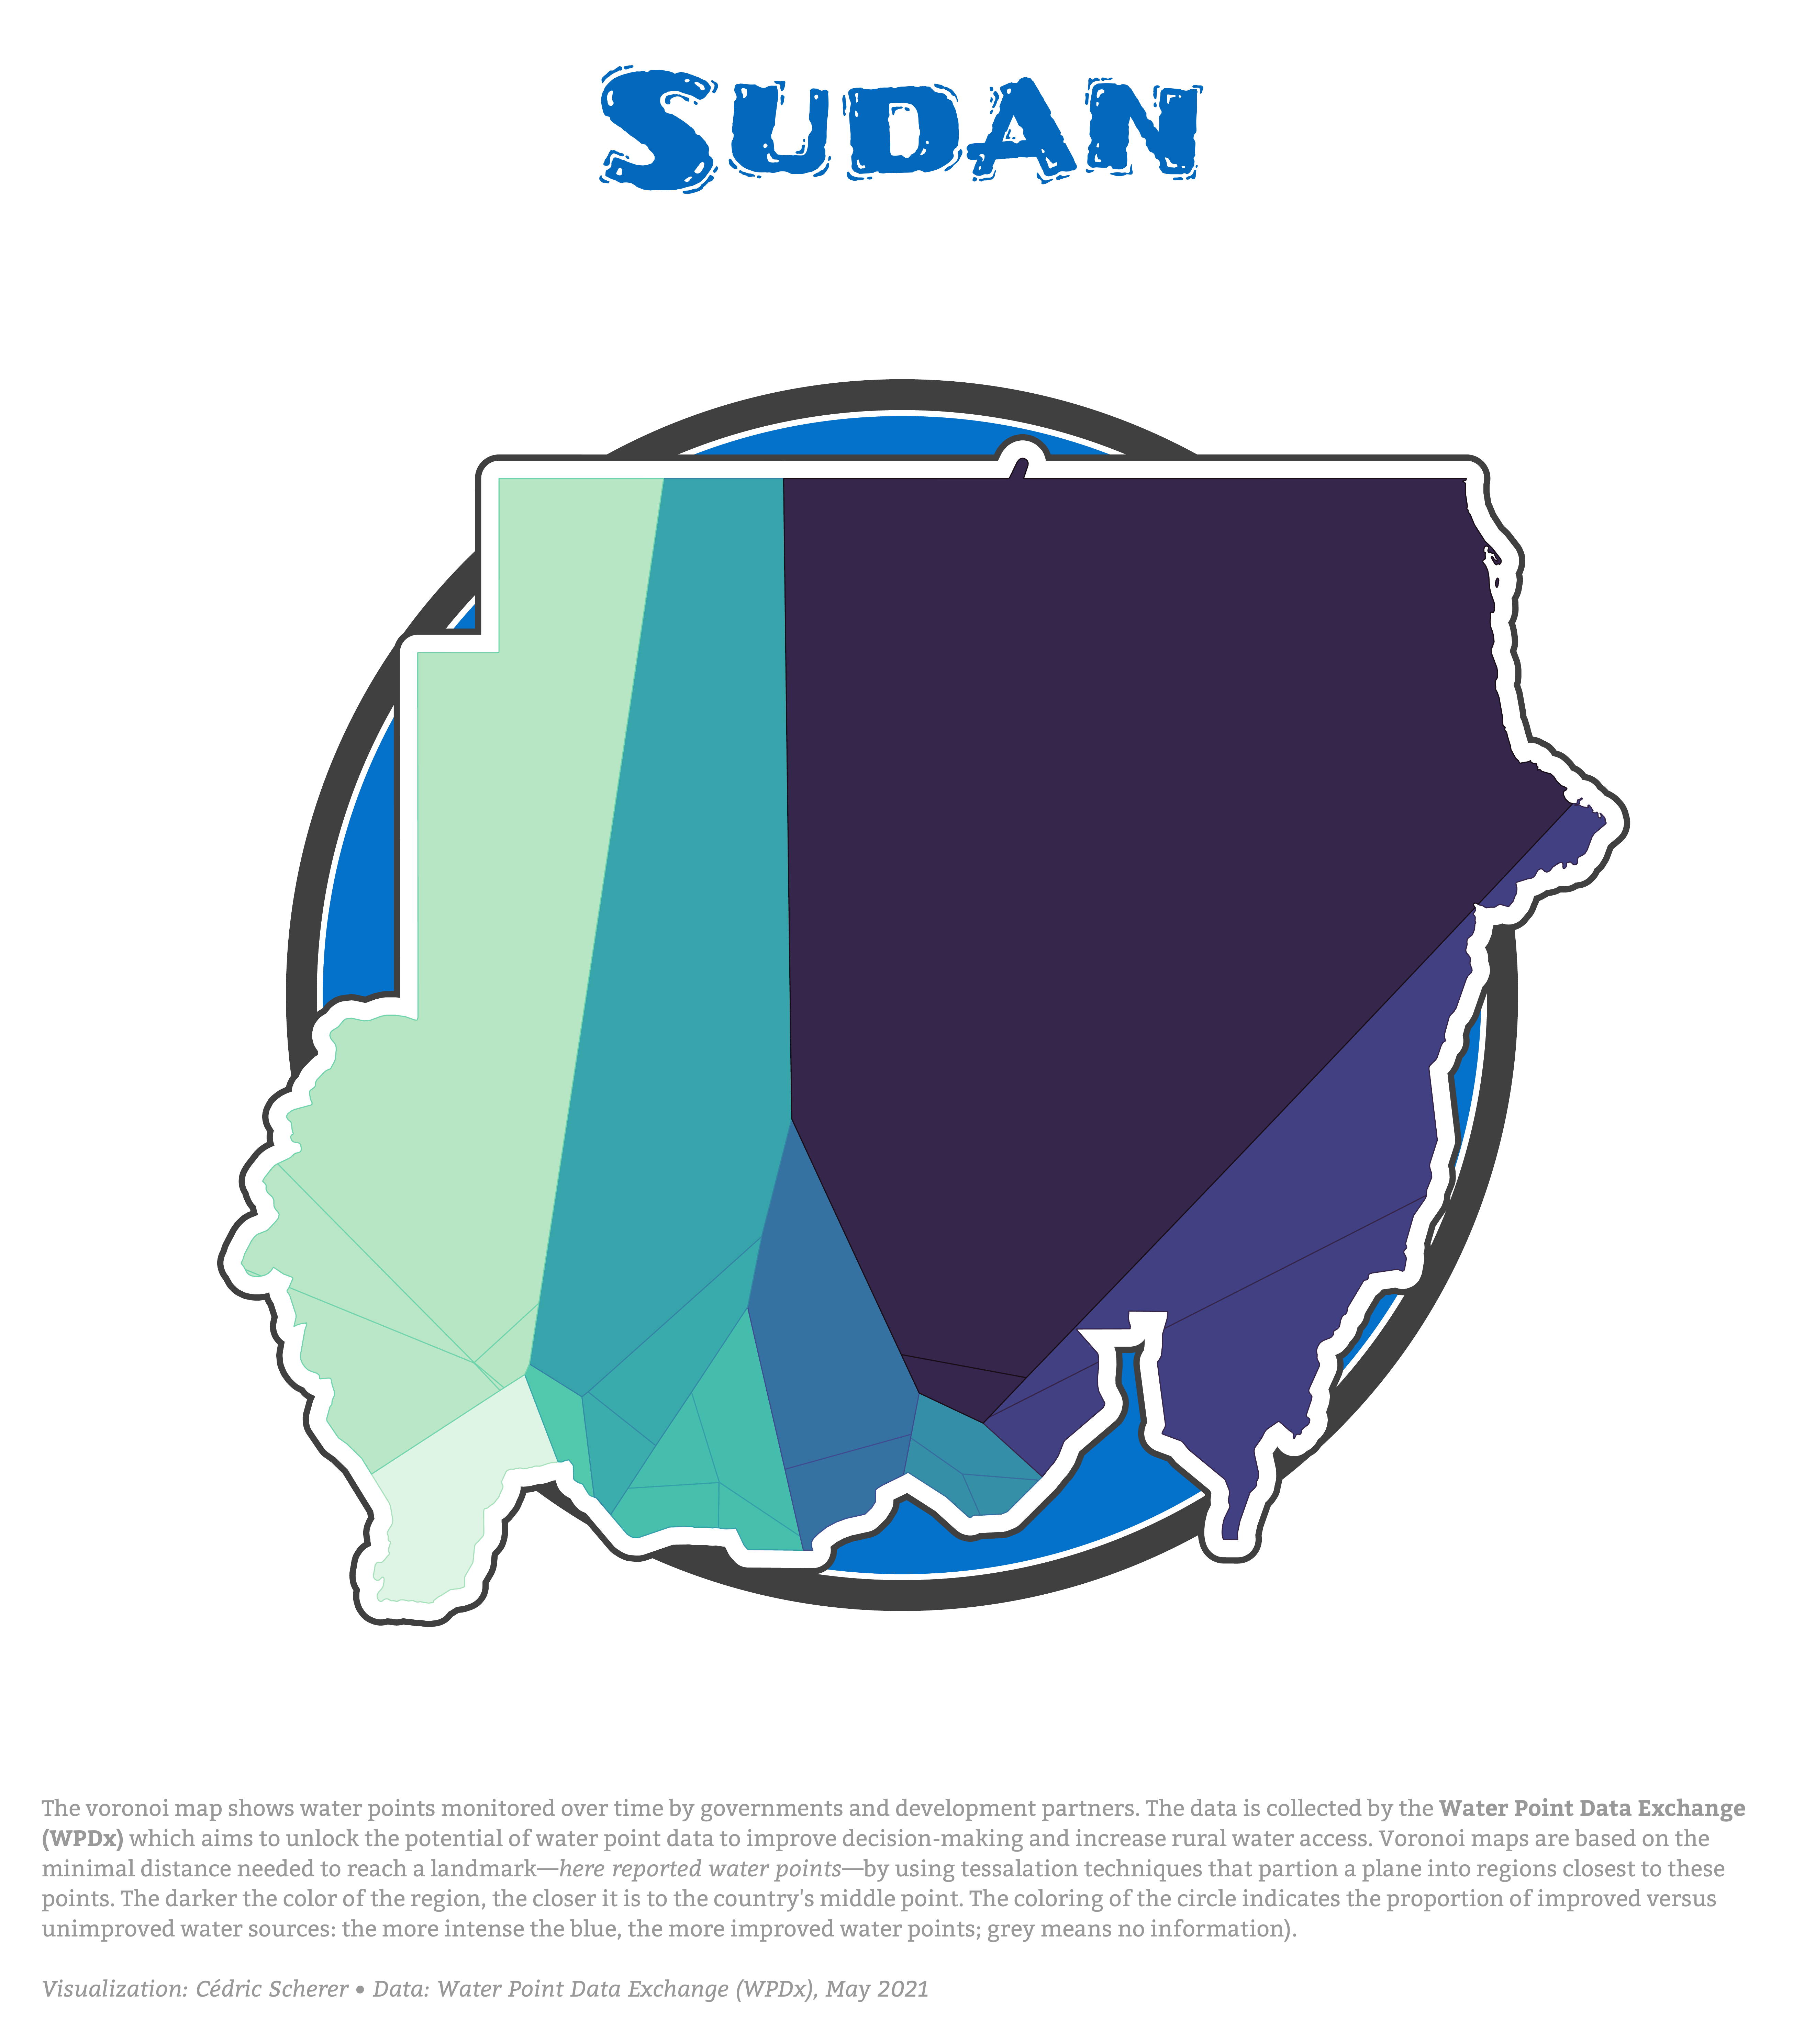 SUDAN
The voronoi map shows water points monitored over time by governments and development partners. The data is collected by the Water Point Data Exchange
(WPDx) which aims to unlock the potential of water point data to improve decision-making and increase rural water access. Voronoi maps are based on the
minimal distance needed to reach a landmark—here reported water points—by using tessalation techniques that partion a plane into regions closest to these
points. The darker the color of the region, the closer it is to the country's middle point. The coloring of the circle indicates the proportion of improved versus
unimproved water sources: the more intense the blue, the more improved water points; grey means no information).
Visualization: Cédric Scherer • Data: Water Point Data Exchange (WPDx), May 2021